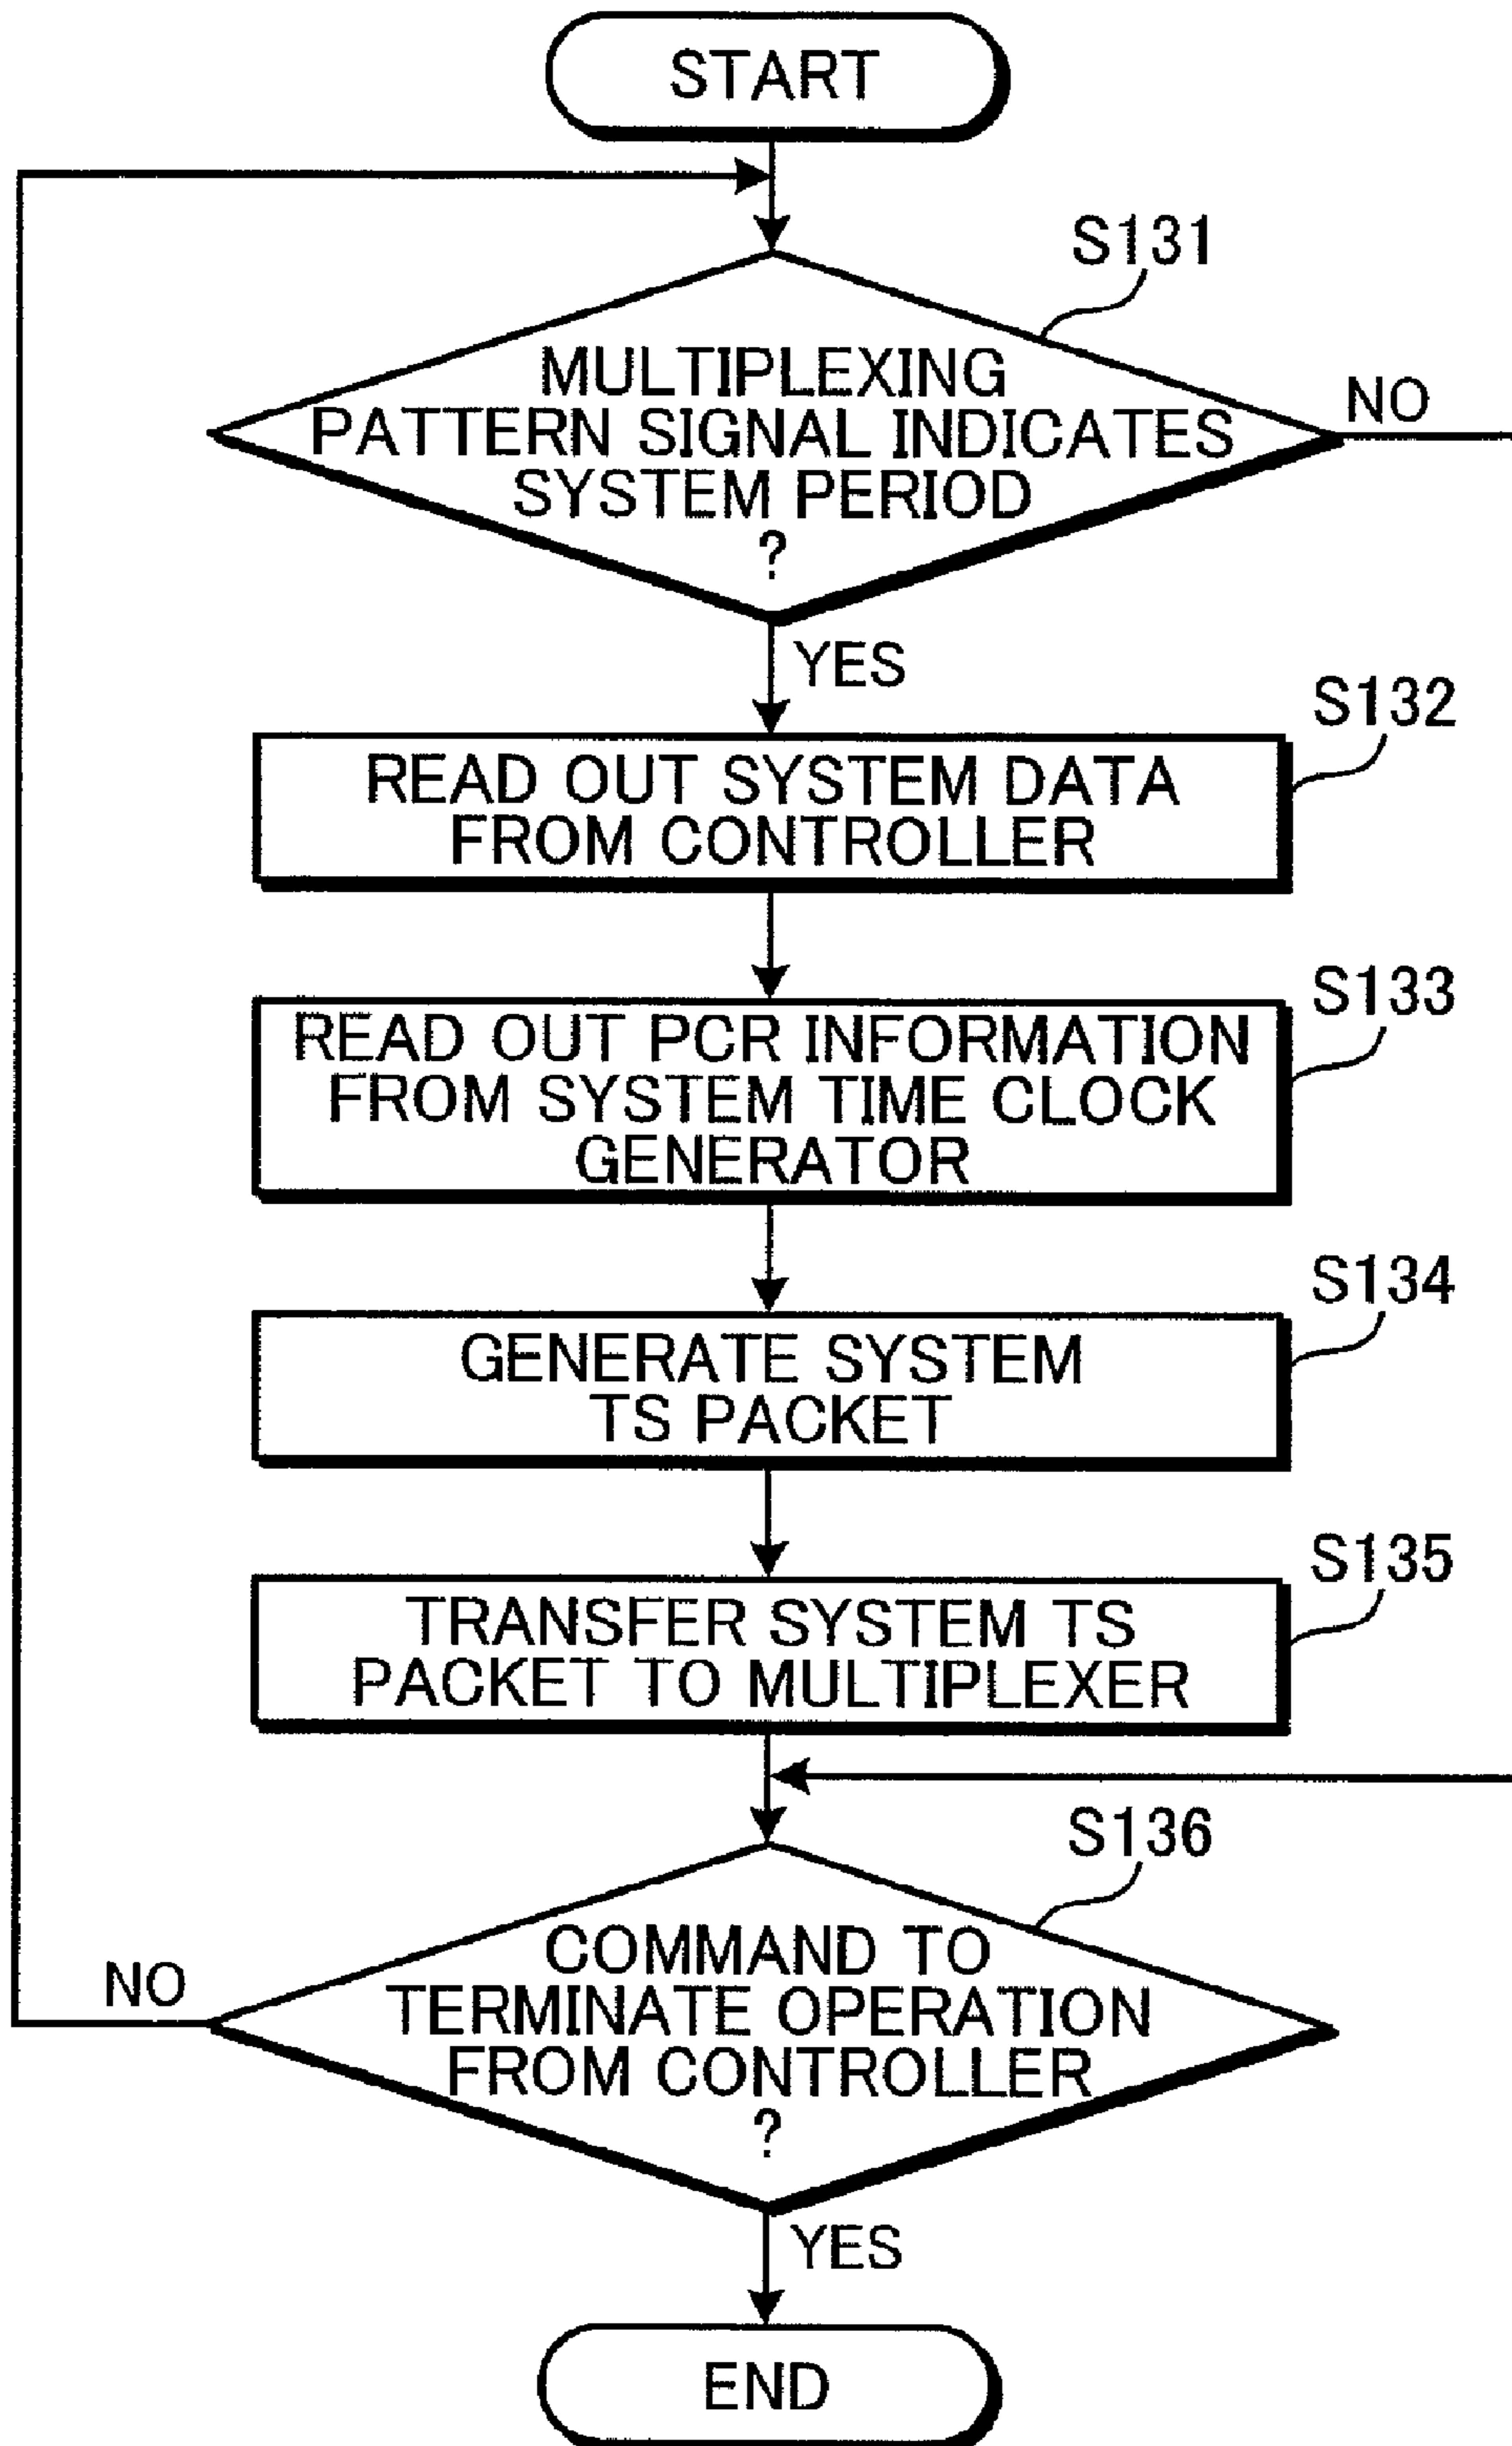 START
S131
MULTIPLEXING
PATTERN SIGNAL INDICATES
SYSTEM PERIOD
?
NO
YES
S132
READ OUT SYSTEM DATA
FROM CONTROLLER
S133
READ OUT PCR INFORMATION
FROM SYSTEM TIME CLOCK
GENERATOR
S134
GENERATE SYSTEM
TS PACKET
S135
TRANSFER SYSTEM TS
PACKET TO MULTIPLEXER
S136
COMMAND TO
TERMINATE OPERATION
FROM CONTROLLER
?
NO
YES
END